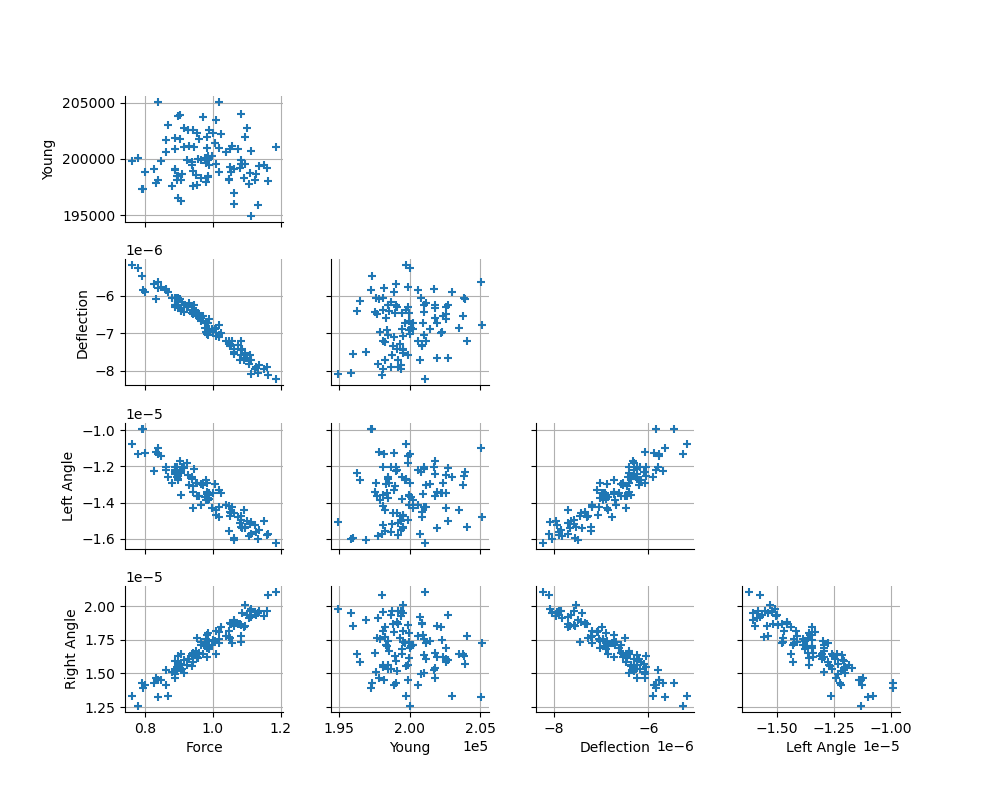 205000
200000
195000
Young
1e−6
−6
−7
−8
Deflection
1e−5
−1.0
−1.2
−1.4
−1.6
Left Angle
1e−5
2.00
1.75
1.50
1.25
Right Angle
0.8 1.0 1.2
Force
1.95 2.00 2.05
1e5
Young
−8 −6
1e−6
Deflection
−1.50 −1.25 −1.00
1e−5
Left Angle